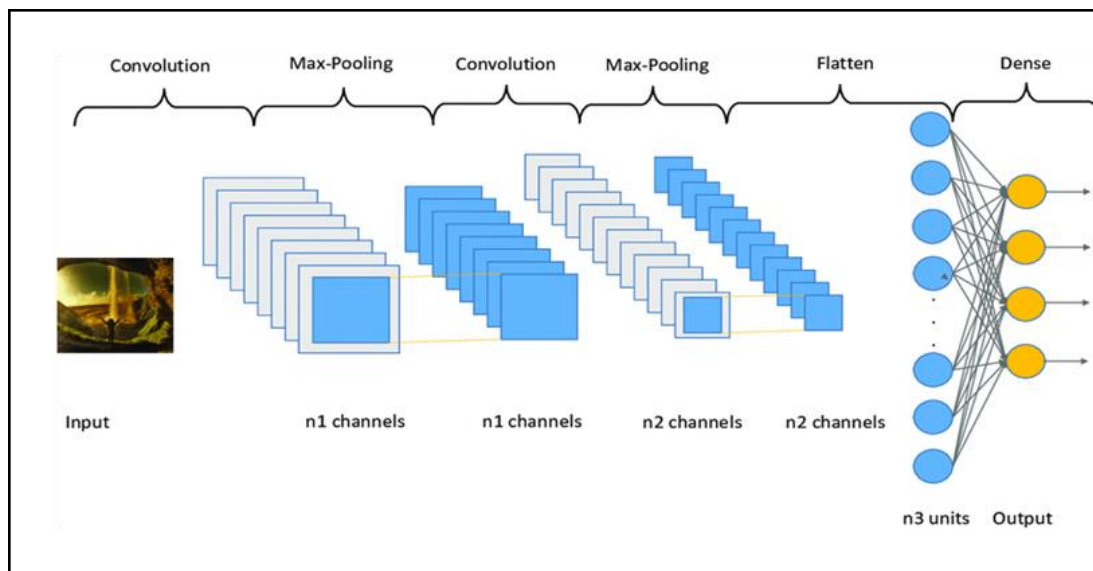 Convolution
Max-Pooling
Convolution
Max-Pooling
Flatten
Dense
Input
n1 channels
n1 channels
n2 channels
n2 channels
n3 units
Output